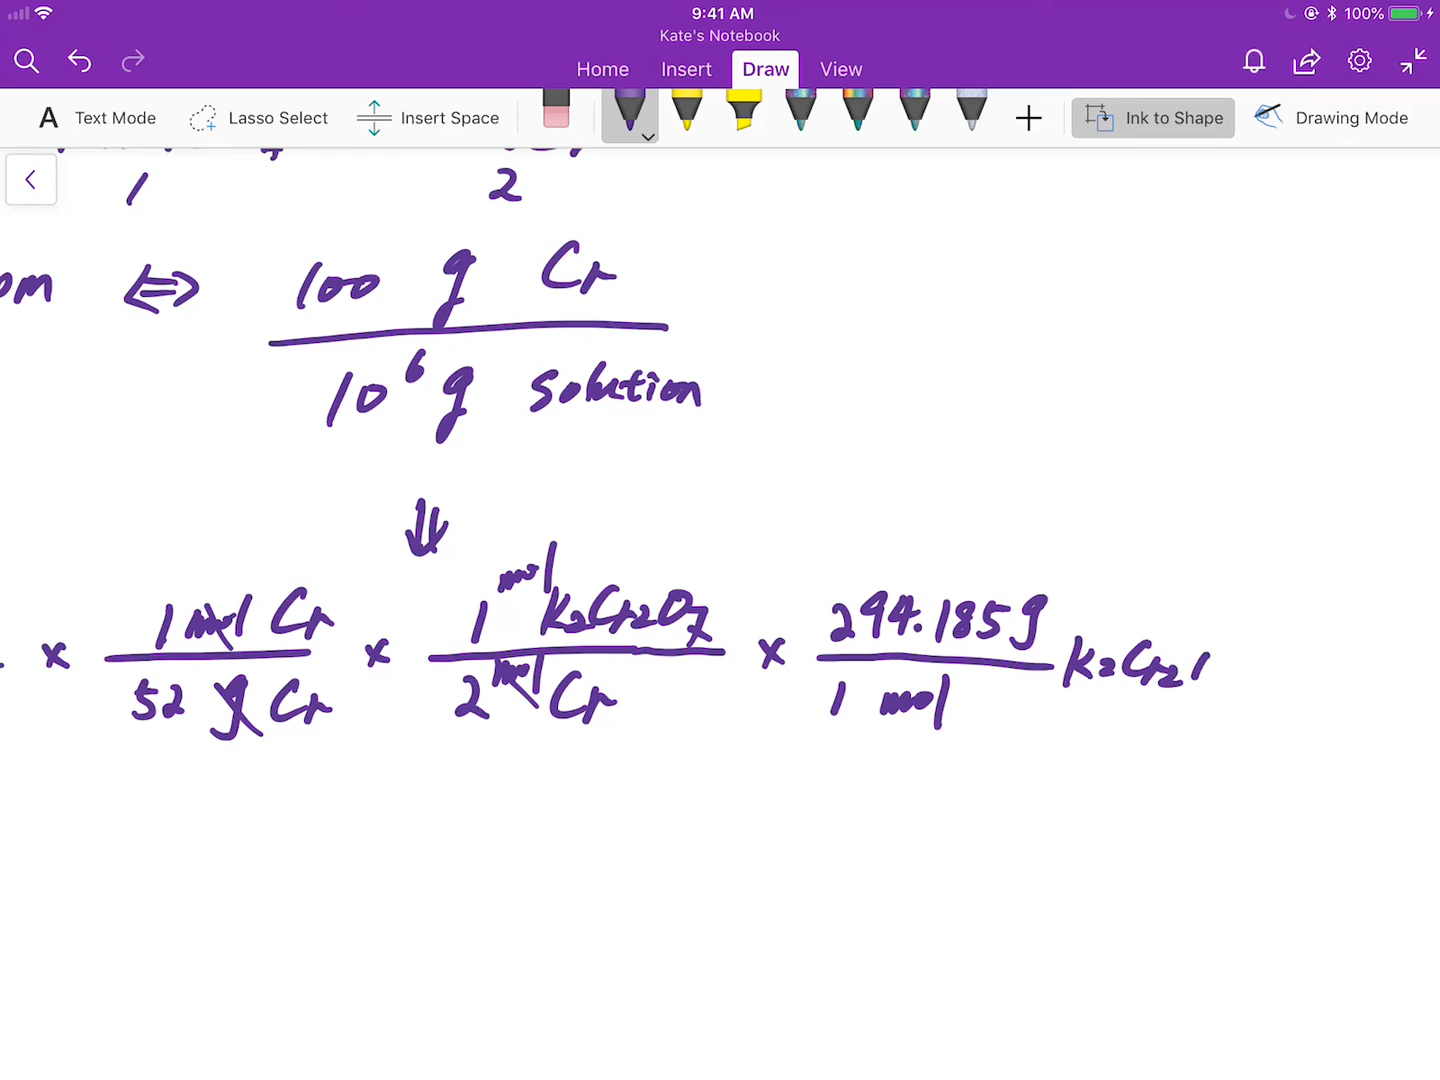 9:41 AM 100%
Kate's Notebook
Home Insert Draw View
A Text Mode Lasso Select Insert Space Ink to Shape Drawing Mode
1 2
om ⇔ 100 g Cr
10⁶ g solution
⇓
× 1 mol Cr × 1 mol K₂Cr₂O₇ × 294.185 g K₂Cr₂
52 g Cr 2 mol Cr 1 mol